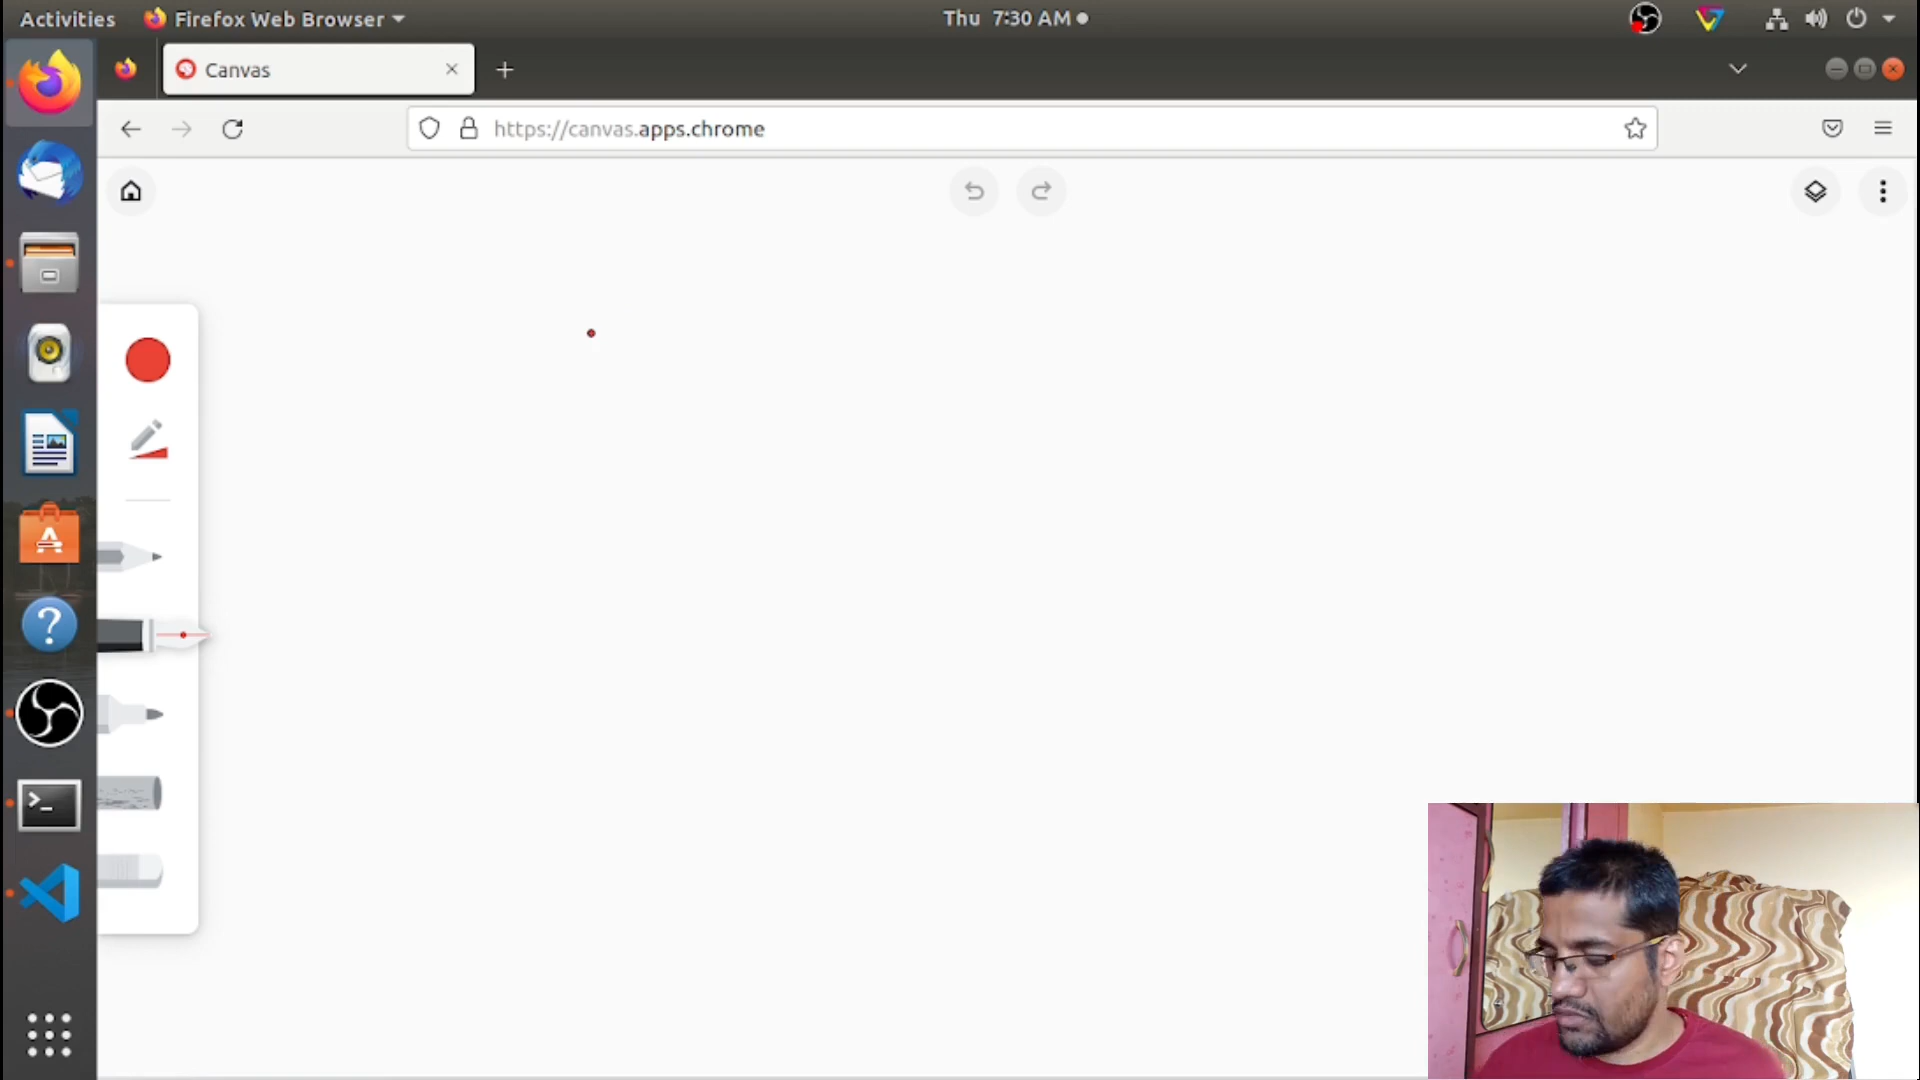 Activities
Firefox Web Browser
Thu 7:30 AM
Canvas
https://canvas.apps.chrome